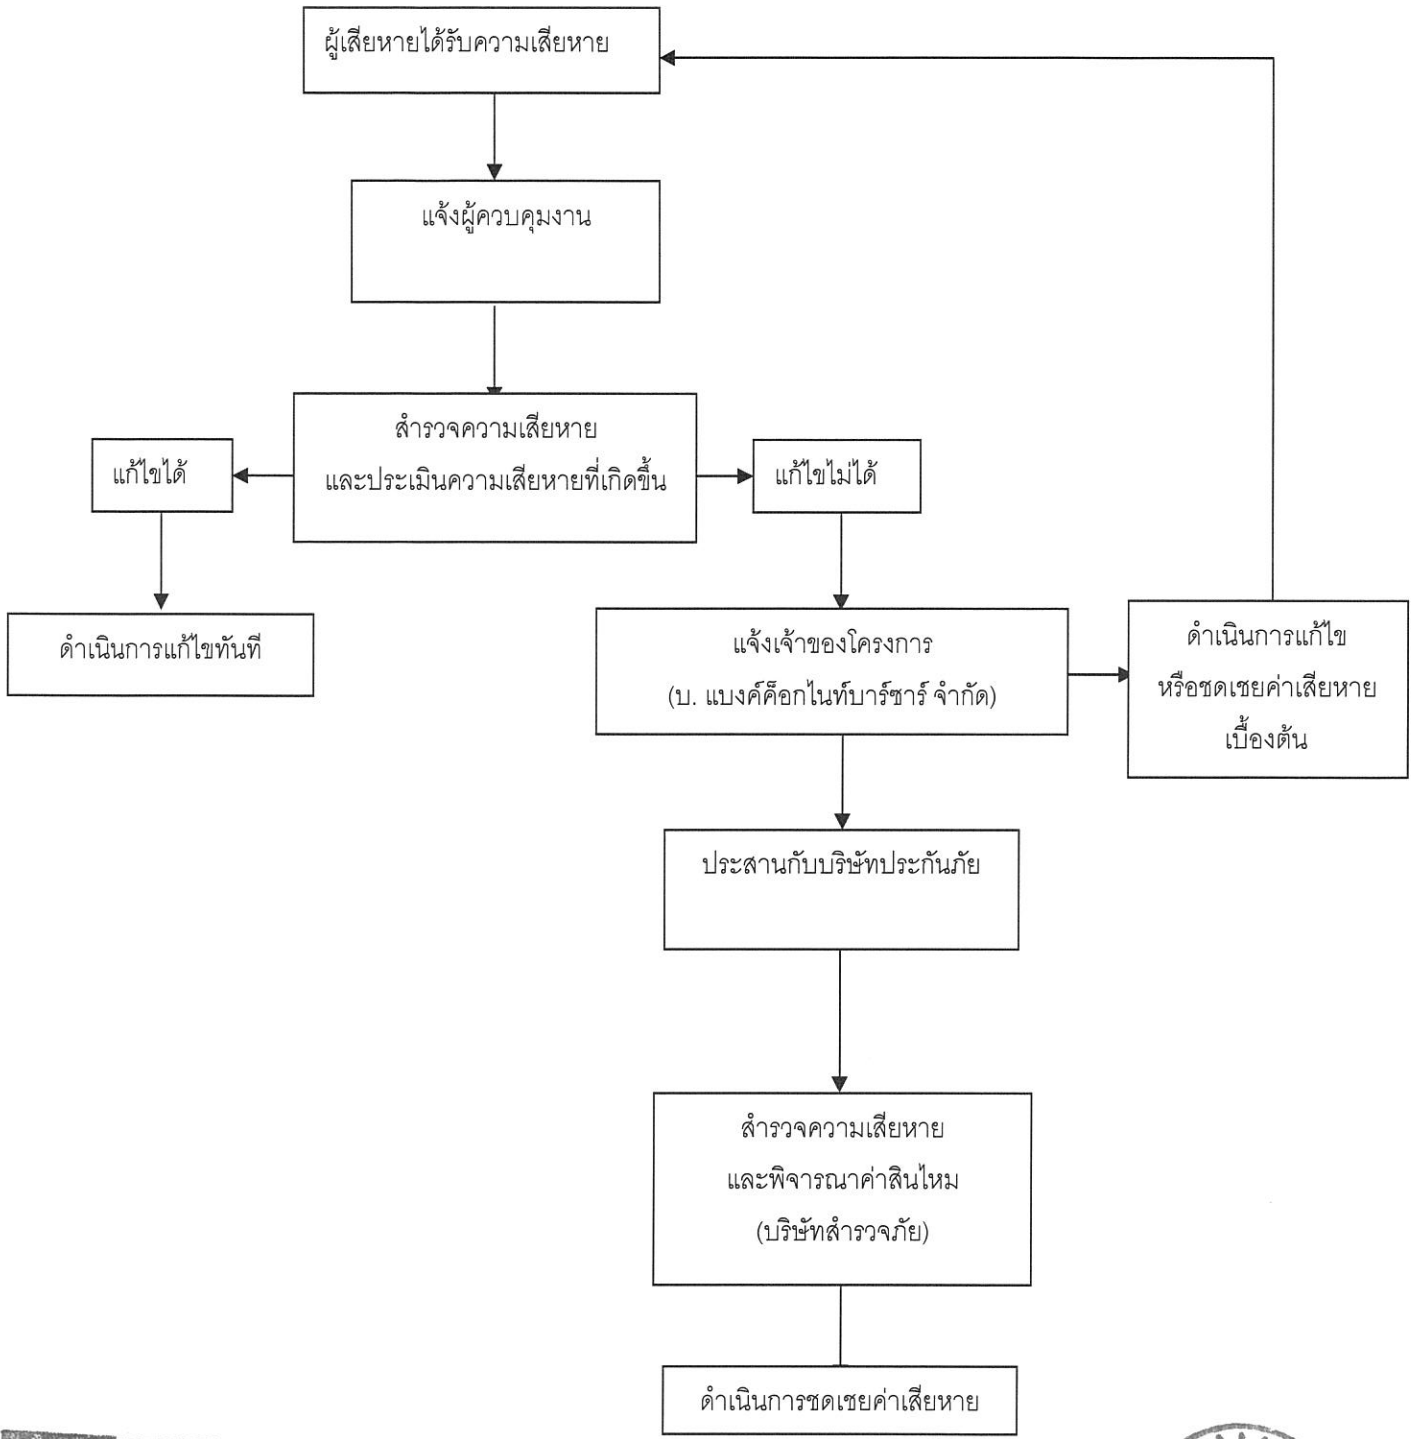 ผู้เสียหายได้รับความเสียหาย
แจ้งผู้ควบคุมงาน
สำรวจความเสียหาย
และประเมินความเสียหายที่เกิดขึ้น
แก้ไขได้
แก้ไขไม่ได้
ดำเนินการแก้ไขทันที
แจ้งเจ้าของโครงการ
(บ. แบงค์ค็อกไนท์บาร์ซาร์ จำกัด)
ดำเนินการแก้ไข
หรือชดเชยค่าเสียหาย
เบื้องต้น
ประสานกับบริษัทประกันภัย
สำรวจความเสียหาย
และพิจารณาค่าสินไหม
(บริษัทสำรวจภัย)
ดำเนินการชดเชยค่าเสียหาย